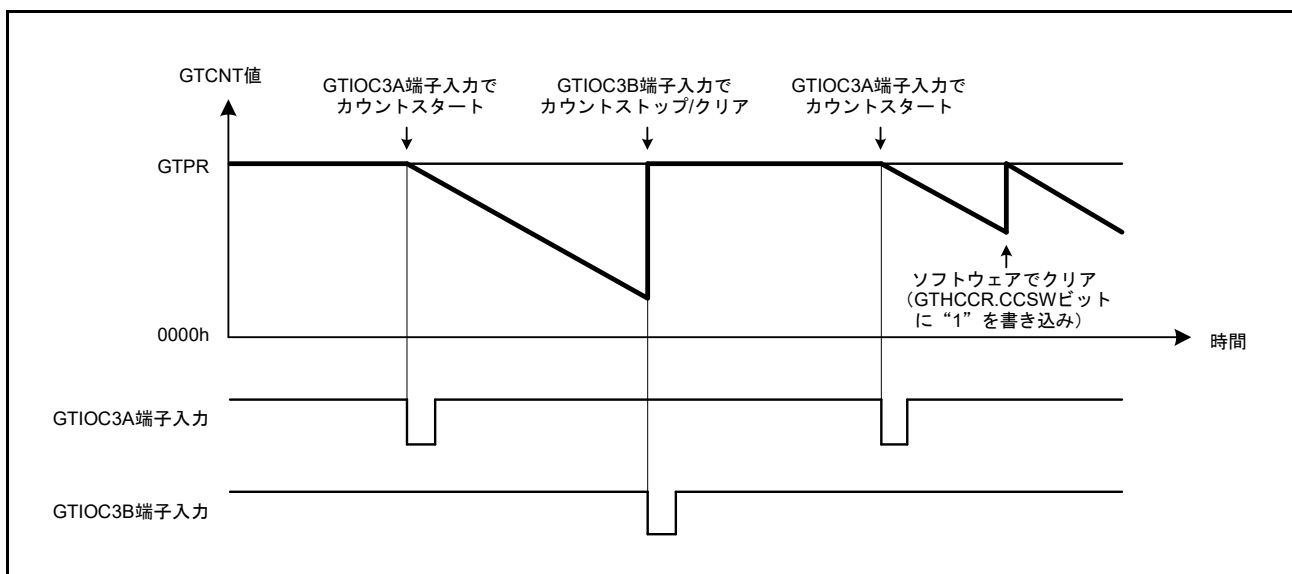 GTCNT値
GTIOC3A端子入力で
カウントスタート
GTIOC3B端子入力で
カウントストップ/クリア
GTIOC3A端子入力で
カウントスタート
GTPR
ソフトウェアでクリア
（GTHCCR.CCSWビット
に“1”を書き込み）
0000h
時間
GTIOC3A端子入力
GTIOC3B端子入力